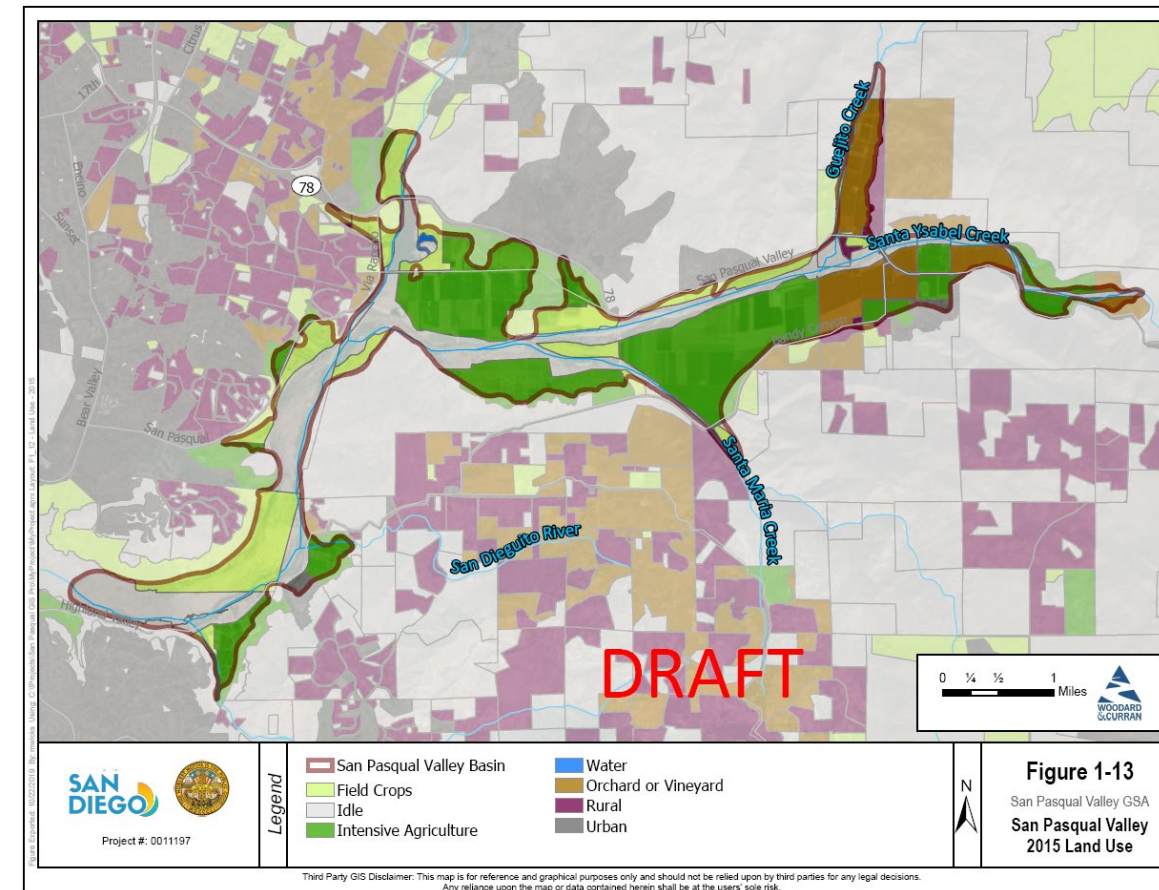 Citrus
17th
Guejito Creek
78
Encino
Sunset
Santa Ysabel Creek
Via Rancho
San Pasqual Valley
78
Bandy Canyon
Bear Valley
San Pasqual
Santa Maria Creek
San Dieguito River
Highland Valley
DRAFT
0 ¼ ½ 1
Miles
WOODARD
&CURRAN
SAN
DIEGO
Project #: 0011197
Legend
San Pasqual Valley Basin
Field Crops
Idle
Intensive Agriculture
Water
Orchard or Vineyard
Rural
Urban
N
Figure 1-13
San Pasqual Valley GSA
San Pasqual Valley
2015 Land Use
Third Party GIS Disclaimer: This map is for reference and graphical purposes only and should not be relied upon by third parties for any legal decisions.
Any reliance upon the map or data contained herein shall be at the users' sole risk.